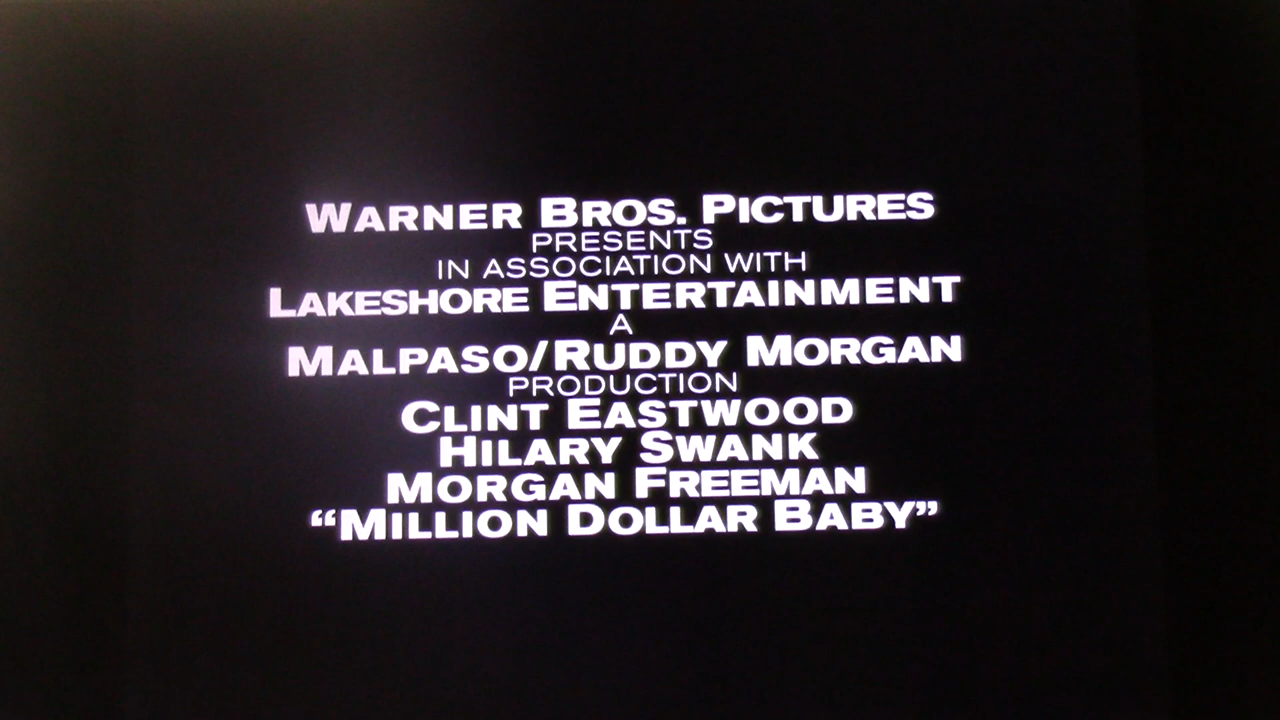 WARNER BROS. PICTURES
PRESENTS
IN ASSOCIATION WITH
LAKESHORE ENTERTAINMENT
A
MALPASO/RUDDY MORGAN
PRODUCTION
CLINT EASTWOOD
HILARY SWANK
MORGAN FREEMAN
“MILLION DOLLAR BABY”